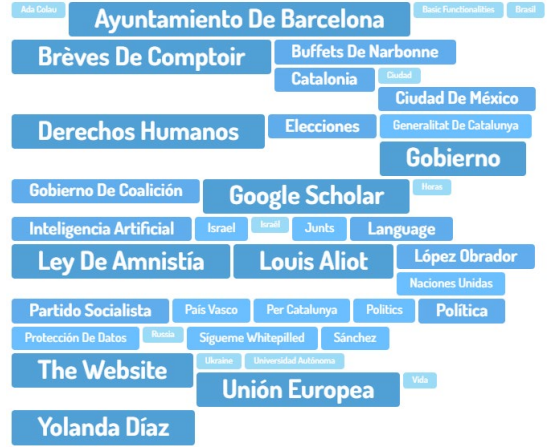 Ada Colau Ayuntamiento De Barcelona Basic Functionalities Brasil
Brèves De Comptoir Buffets De Narbonne
Catalonia Ciudad
Ciudad De México
Derechos Humanos Elecciones Generalitat De Catalunya
Gobierno
Gobierno De Coalición Google Scholar Horas
Inteligencia Artificial Israel Israël Junts Language
Ley De Amnistía Louis Aliot López Obrador
Naciones Unidas
Partido Socialista País Vasco Per Catalunya Politics Política
Protección De Datos Russia Sígueme Whitepilled Sánchez
The Website Ukraine Universidad Autónoma
Unión Europea Vida
Yolanda Díaz